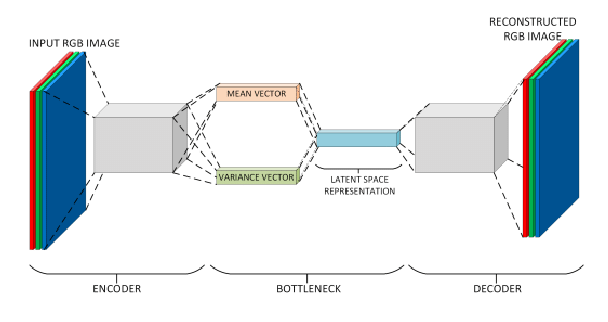 INPUT RGB IMAGE
RECONSTRUCTED
RGB IMAGE
MEAN VECTOR
VARIANCE VECTOR
LATENT SPACE
REPRESENTATION
ENCODER
BOTTLENECK
DECODER